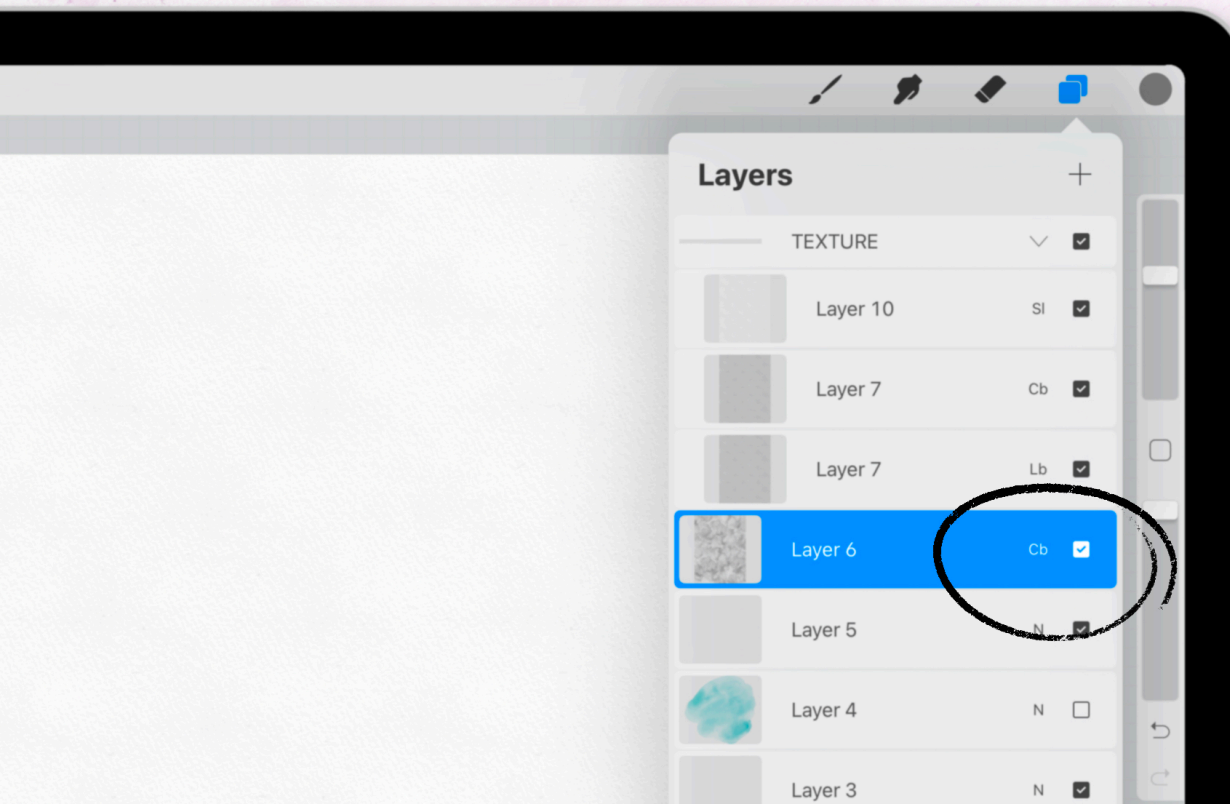 Layers
TEXTURE
Layer 10 Sl
Layer 7 Cb
Layer 7 Lb
Layer 6 Cb
Layer 5 N
Layer 4 N
Layer 3 N